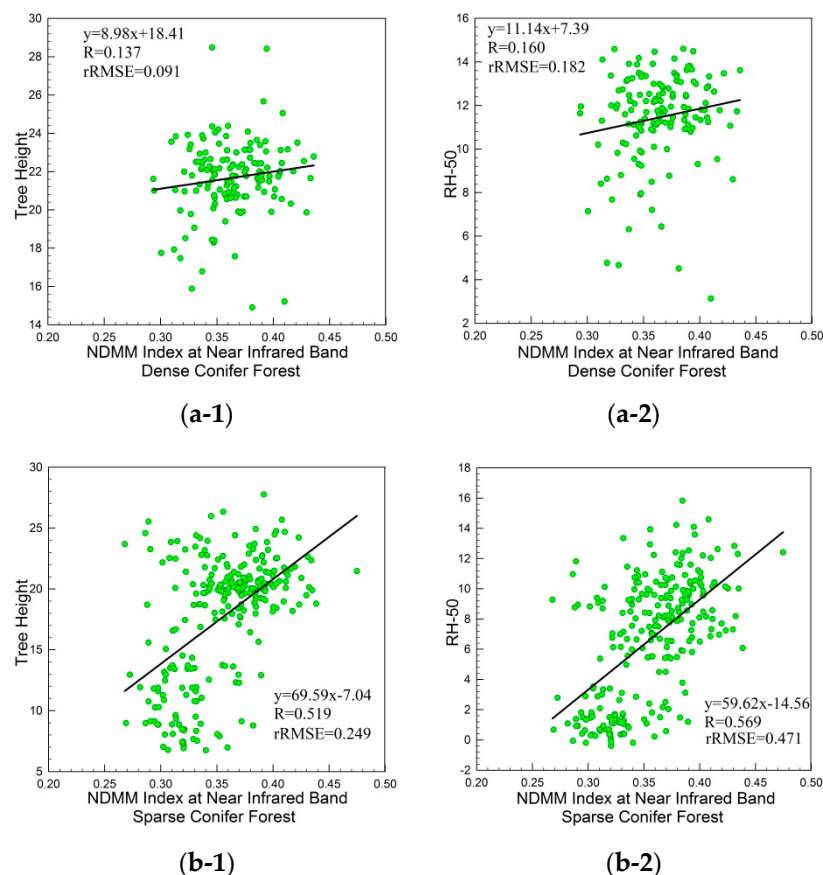 y=8.98x+18.41
R=0.137
rRMSE=0.091
Tree Height
30
28
26
24
22
20
18
16
14
0.20
0.25
0.30
0.35
0.40
0.45
0.50
NDMM Index at Near Infrared Band
Dense Conifer Forest
(a-1)
y=11.14x+7.39
R=0.160
rRMSE=0.182
RH-50
16
14
12
10
8
6
4
2
0.20
0.25
0.30
0.35
0.40
0.45
0.50
NDMM Index at Near Infrared Band
Dense Conifer Forest
(a-2)
Tree Height
30
25
20
15
10
5
y=69.59x-7.04
R=0.519
rRMSE=0.249
0.20
0.25
0.30
0.35
0.40
0.45
0.50
NDMM Index at Near Infrared Band
Sparse Conifer Forest
(b-1)
RH-50
18
16
14
12
10
8
6
4
2
0
-2
y=59.62x-14.56
R=0.569
rRMSE=0.471
0.20
0.25
0.30
0.35
0.40
0.45
0.50
NDMM Index at Near Infrared Band
Sparse Conifer Forest
(b-2)